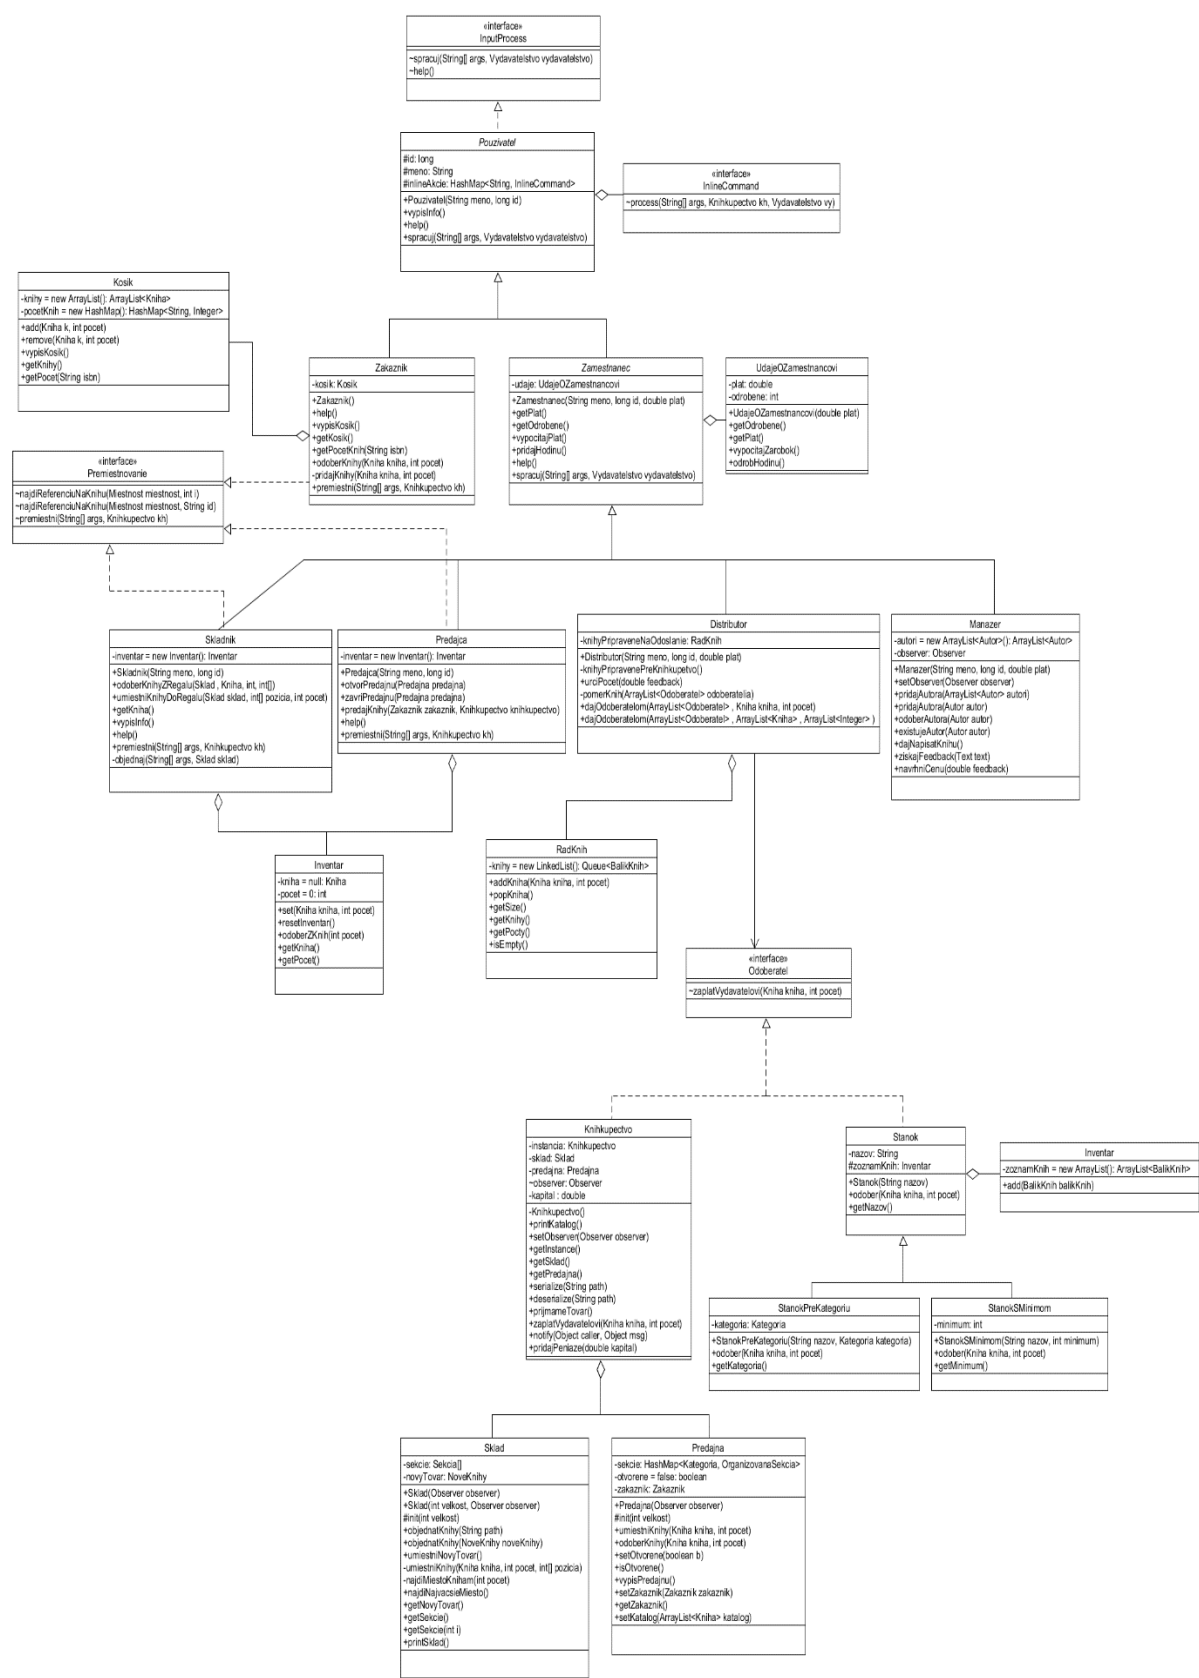 «interface»
InputProcess
~spracuj(String[] args, Vydavatelstvo vydavatelstvo)
~help()
Pouzivatel
#id: long
#meno: String
#inlineAkcie: HashMap<String, InlineCommand>
+Pouzivatel(String meno, long id)
+vypisInfo()
+help()
+spracuj(String[] args, Vydavatelstvo vydavatelstvo)
«interface»
InlineCommand
~process(String[] args, Knihkupectvo kh, Vydavatelstvo vy)
Kosik
-knihy = new ArrayList(): ArrayList<Kniha>
-pocetKnih = new HashMap(): HashMap<String, Integer>
+add(Kniha k, int pocet)
+remove(Kniha k, int pocet)
+vypisKosik()
+getKnihy()
+getPocet(String isbn)
Zakaznik
-kosik: Kosik
+Zakaznik()
+help()
+vypisKosik()
+getKosik()
+getPocetKnih(String isbn)
+odoberKnihy(Kniha kniha, int pocet)
-pridajKnihy(Kniha kniha, int pocet)
+premiestni(String[] args, Knihkupectvo kh)
Zamestnanec
-udaje: UdajeOZamestnancovi
+Zamestnanec(String meno, long id, double plat)
+getPlat()
+getOdrobene()
+vypocitajPlat()
+pridajHodinu()
+help()
+spracuj(String[] args, Vydavatelstvo vydavatelstvo)
UdajeOZamestnancovi
-plat: double
-odrobene: int
+UdajeOZamestnancovi(double plat)
+getOdrobene()
+getPlat()
+vypocitajZarobok()
+odrobHodinu()
«interface»
Premiestnovanie
~najdiReferenciuNaKnihu(Miestnost miestnost, int i)
~najdiReferenciuNaKnihu(Miestnost miestnost, String id)
~premiestni(String[] args, Knihkupectvo kh)
Skladnik
-inventar = new Inventar(): Inventar
+Skladnik(String meno, long id)
+odoberKnihyZRegalu(Sklad , Kniha, int, int[])
+umiestniKnihyDoRegalu(Sklad sklad, int[] pozicia, int pocet)
+getKniha()
+vypisInfo()
+help()
+premiestni(String[] args, Knihkupectvo kh)
-objednaj(String[] args, Sklad sklad)
Predajca
-inventar = new Inventar(): Inventar
+Predajca(String meno, long id)
+otvorPredajnu(Predajna predajna)
+zavriPredajnu(Predajna predajna)
+predajKnihy(Zakaznik zakaznik, Knihkupectvo knihkupectvo)
+help()
+premiestni(String[] args, Knihkupectvo kh)
Distributor
-knihyPripraveneNaOdoslanie: RadKnih
+Distributor(String meno, long id, double plat)
-knihyPripravenePreKnihkupetvo()
+urciPocet(double feedback)
-pomerKnih(ArrayList<Odoberatel> odoberatelia)
+dajOdoberatelom(ArrayList<Odoberatel> , Kniha kniha, int pocet)
+dajOdoberatelom(ArrayList<Odoberatel> , ArrayList<Kniha> , ArrayList<Integer> )
Manazer
-autori = new ArrayList<Autor>(): ArrayList<Autor>
-observer: Observer
+Manazer(String meno, long id, double plat)
+setObserver(Observer observer)
+pridajAutora(ArrayList<Autor> autori)
+pridajAutora(Autor autor)
+odoberAutora(Autor autor)
+existujeAutor(Autor autor)
+dajNapisatKnihu()
+ziskajFeedback(Text text)
+navrhniCenu(double feedback)
Inventar
-kniha = null: Kniha
-pocet = 0: int
+set(Kniha kniha, int pocet)
+resetInventar()
+odoberZKnih(int pocet)
+getKniha()
+getPocet()
RadKnih
-knihy = new LinkedList(): Queue<BalikKnih>
+addKniha(Kniha kniha, int pocet)
+popKniha()
+getSize()
+getKnihy()
+getPocty()
+isEmpty()
«interface»
Odoberatel
~zaplatVydavatelovi(Kniha kniha, int pocet)
Knihkupectvo
-instancia: Knihkupectvo
-sklad: Sklad
-predajna: Predajna
~observer: Observer
-kapital : double
-Knihkupectvo()
+printKatalog()
+setObserver(Observer observer)
+getInstance()
+getSklad()
+getPredajna()
+serialize(String path)
+deserialize(String path)
+prijmameTovar()
+zaplatVydavatelovi(Kniha kniha, int pocet)
+notify(Object caller, Object msg)
+pridajPeniaze(double kapital)
Stanok
-nazov: String
#zoznamKnih: Inventar
+Stanok(String nazov)
+odober(Kniha kniha, int pocet)
+getNazov()
Inventar
-zoznamKnih = new ArrayList(): ArrayList<BalikKnih>
+add(BalikKnih balikKnih)
StanokPreKategoriu
-kategoria: Kategoria
+StanokPreKategoriu(String nazov, Kategoria kategoria)
+odober(Kniha kniha, int pocet)
+getKategoria()
StanokSMinimom
-minimum: int
+StanokSMinimom(String nazov, int minimum)
+odober(Kniha kniha, int pocet)
+getMinimum()
Sklad
-sekcie: Sekcia[]
-novyTovar: NoveKnihy
+Sklad(Observer observer)
+Sklad(int velkost, Observer observer)
#init(int velkost)
+objednatKnihy(String path)
+objednatKnihy(NoveKnihy noveKnihy)
+umiestniNovyTovar()
-umiestniKnihy(Kniha kniha, int pocet, int[] pozicia)
-najdiMiestoKniham(int pocet)
+najdiNajvacsieMiesto()
+getNovyTovar()
+getSekcie()
+getSekcie(int i)
+printSklad()
Predajna
-sekcie: HashMap<Kategoria, OrganizovanaSekcia>
-otvorene = false: boolean
-zakaznik: Zakaznik
+Predajna(Observer observer)
#init(int velkost)
+umiestniKnihy(Kniha kniha, int pocet)
+odoberKnihy(Kniha kniha, int pocet)
+setOtvorene(boolean b)
+isOtvorene()
+vypisPredajnu()
+setZakaznik(Zakaznik zakaznik)
+getZakaznik()
+setKatalog(ArrayList<Kniha> katalog)